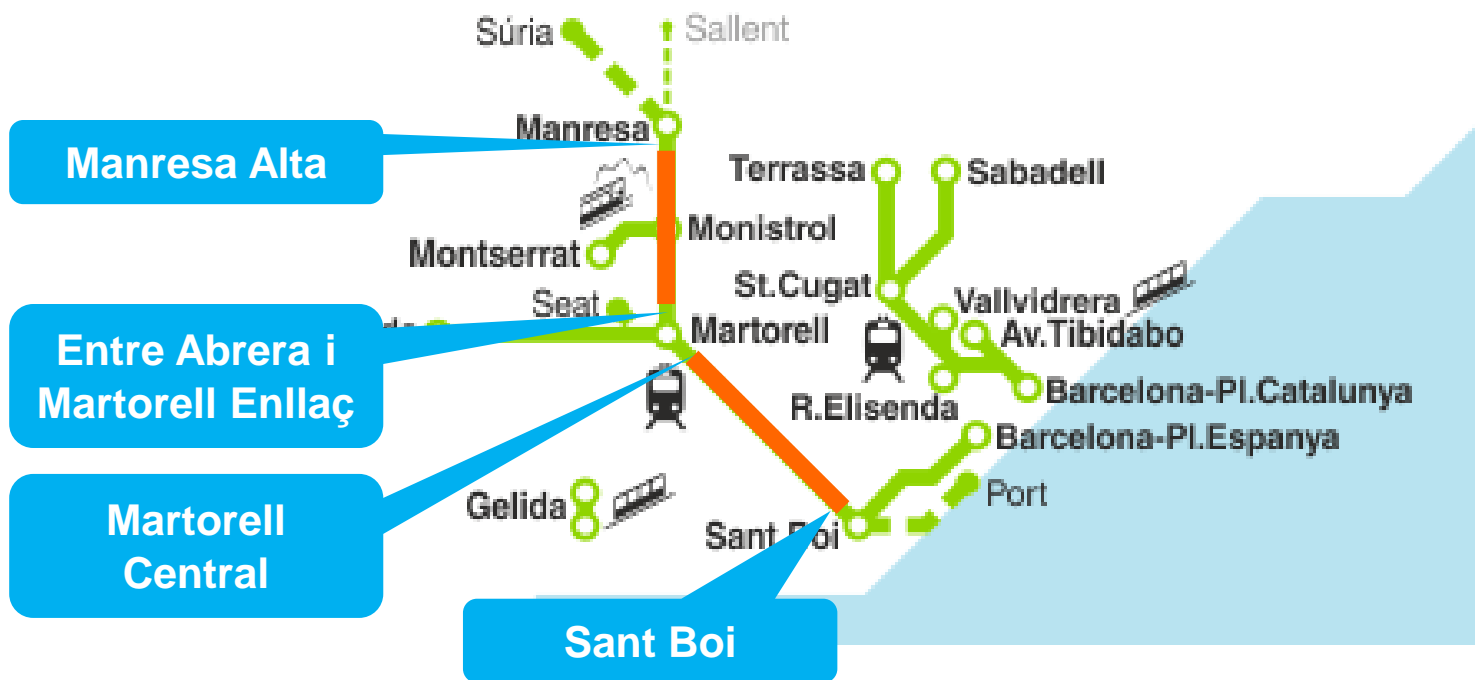 Súria
Sallent
Manresa
Manresa Alta
Terrassa
Sabadell
Monistrol
Montserrat
St.Cugat
Vallvidrera
Seat
Martorell
Av.Tibidabo
Entre Abrera i
Martorell Enllaç
R.Elisenda
Barcelona-Pl.Catalunya
Barcelona-Pl.Espanya
Gelida
Port
Martorell
Central
Sant Boi
Sant Boi